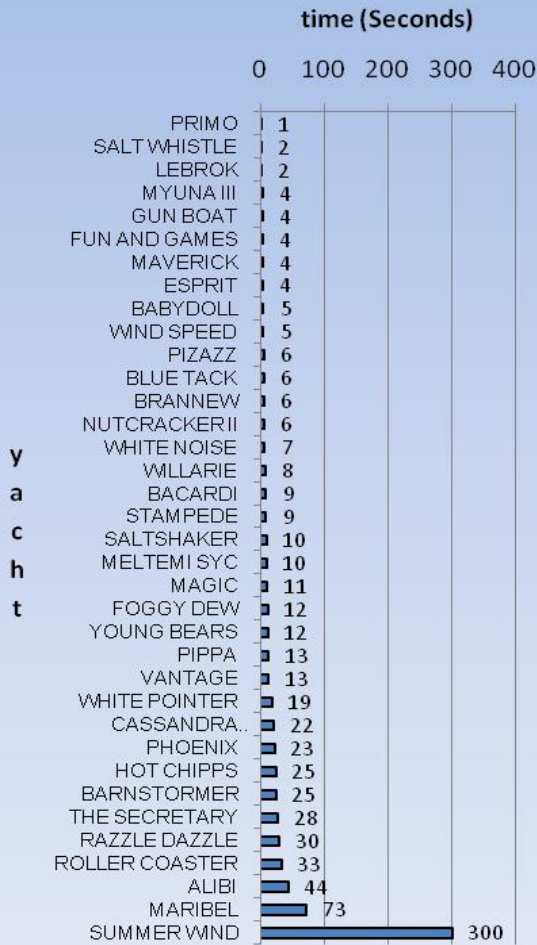 time (Seconds)
0 100 200 300 400
PRIMO 1
SALT WHISTLE 2
LEBROK 2
MYUNA III 4
GUN BOAT 4
FUN AND GAMES 4
MAVERICK 4
ESPRIT 4
BABYDOLL 5
WIND SPEED 5
PIZAZZ 6
BLUE TACK 6
BRANNEW 6
NUTCRACKER II 6
WHITE NOISE 7
WILLARIE 8
BACARDI 9
STAMPEDE 9
SALTSHAKER 10
MELTEMI SYC 10
MAGIC 11
FOGGY DEW 12
YOUNG BEARS 12
PIPPA 13
VANTAGE 13
WHITE POINTER 19
CASSANDRA.. 22
PHOENIX 23
HOT CHIPPS 25
BARNSTORMER 25
THE SECRETARY 28
RAZZLE DAZZLE 30
ROLLER COASTER 33
ALIBI 44
MARIBEL 73
SUMMER WIND 300
yacht